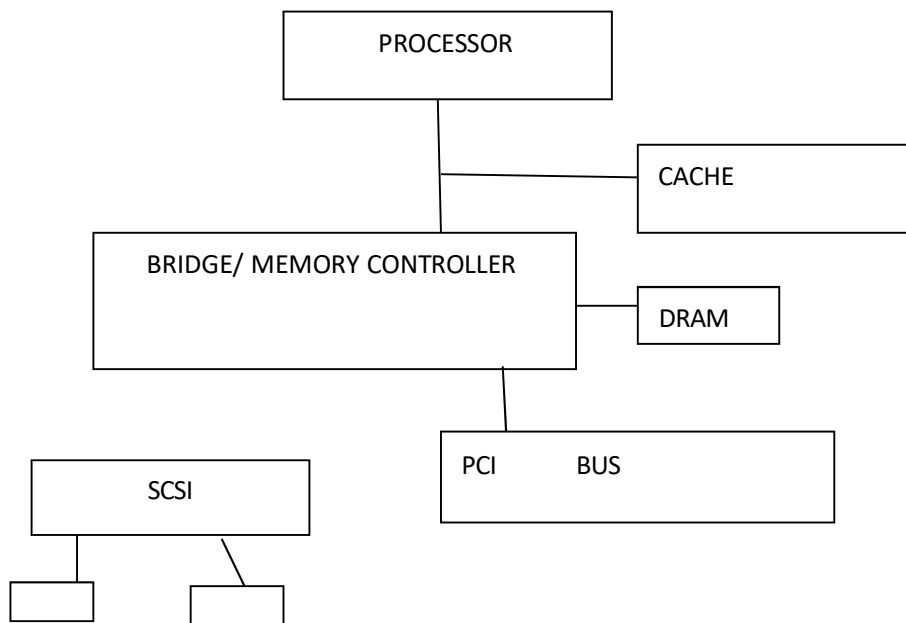 PROCESSOR
CACHE
BRIDGE/ MEMORY CONTROLLER
DRAM
PCI BUS
SCSI